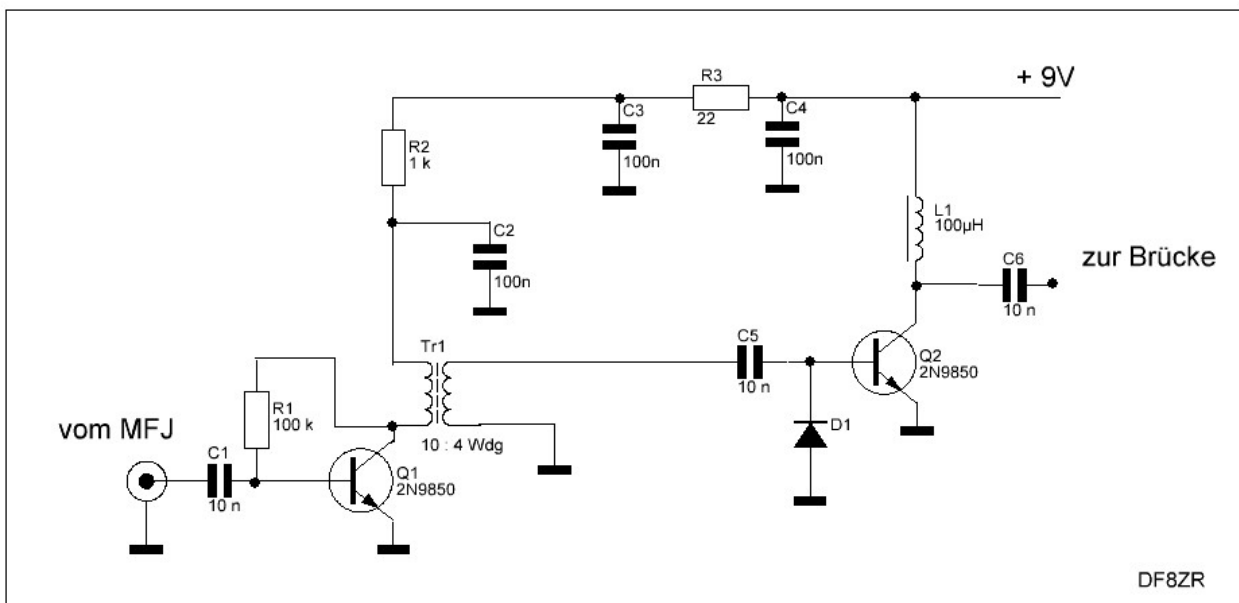 + 9V
R3
22
C3
100n
C4
100n
R2
1 k
C2
100n
L1
100µH
C6
10 n
zur Brücke
Tr1
10 : 4 Wdg
C5
10 n
Q2
2N9850
D1
R1
100 k
vom MFJ
C1
10 n
Q1
2N9850
DF8ZR